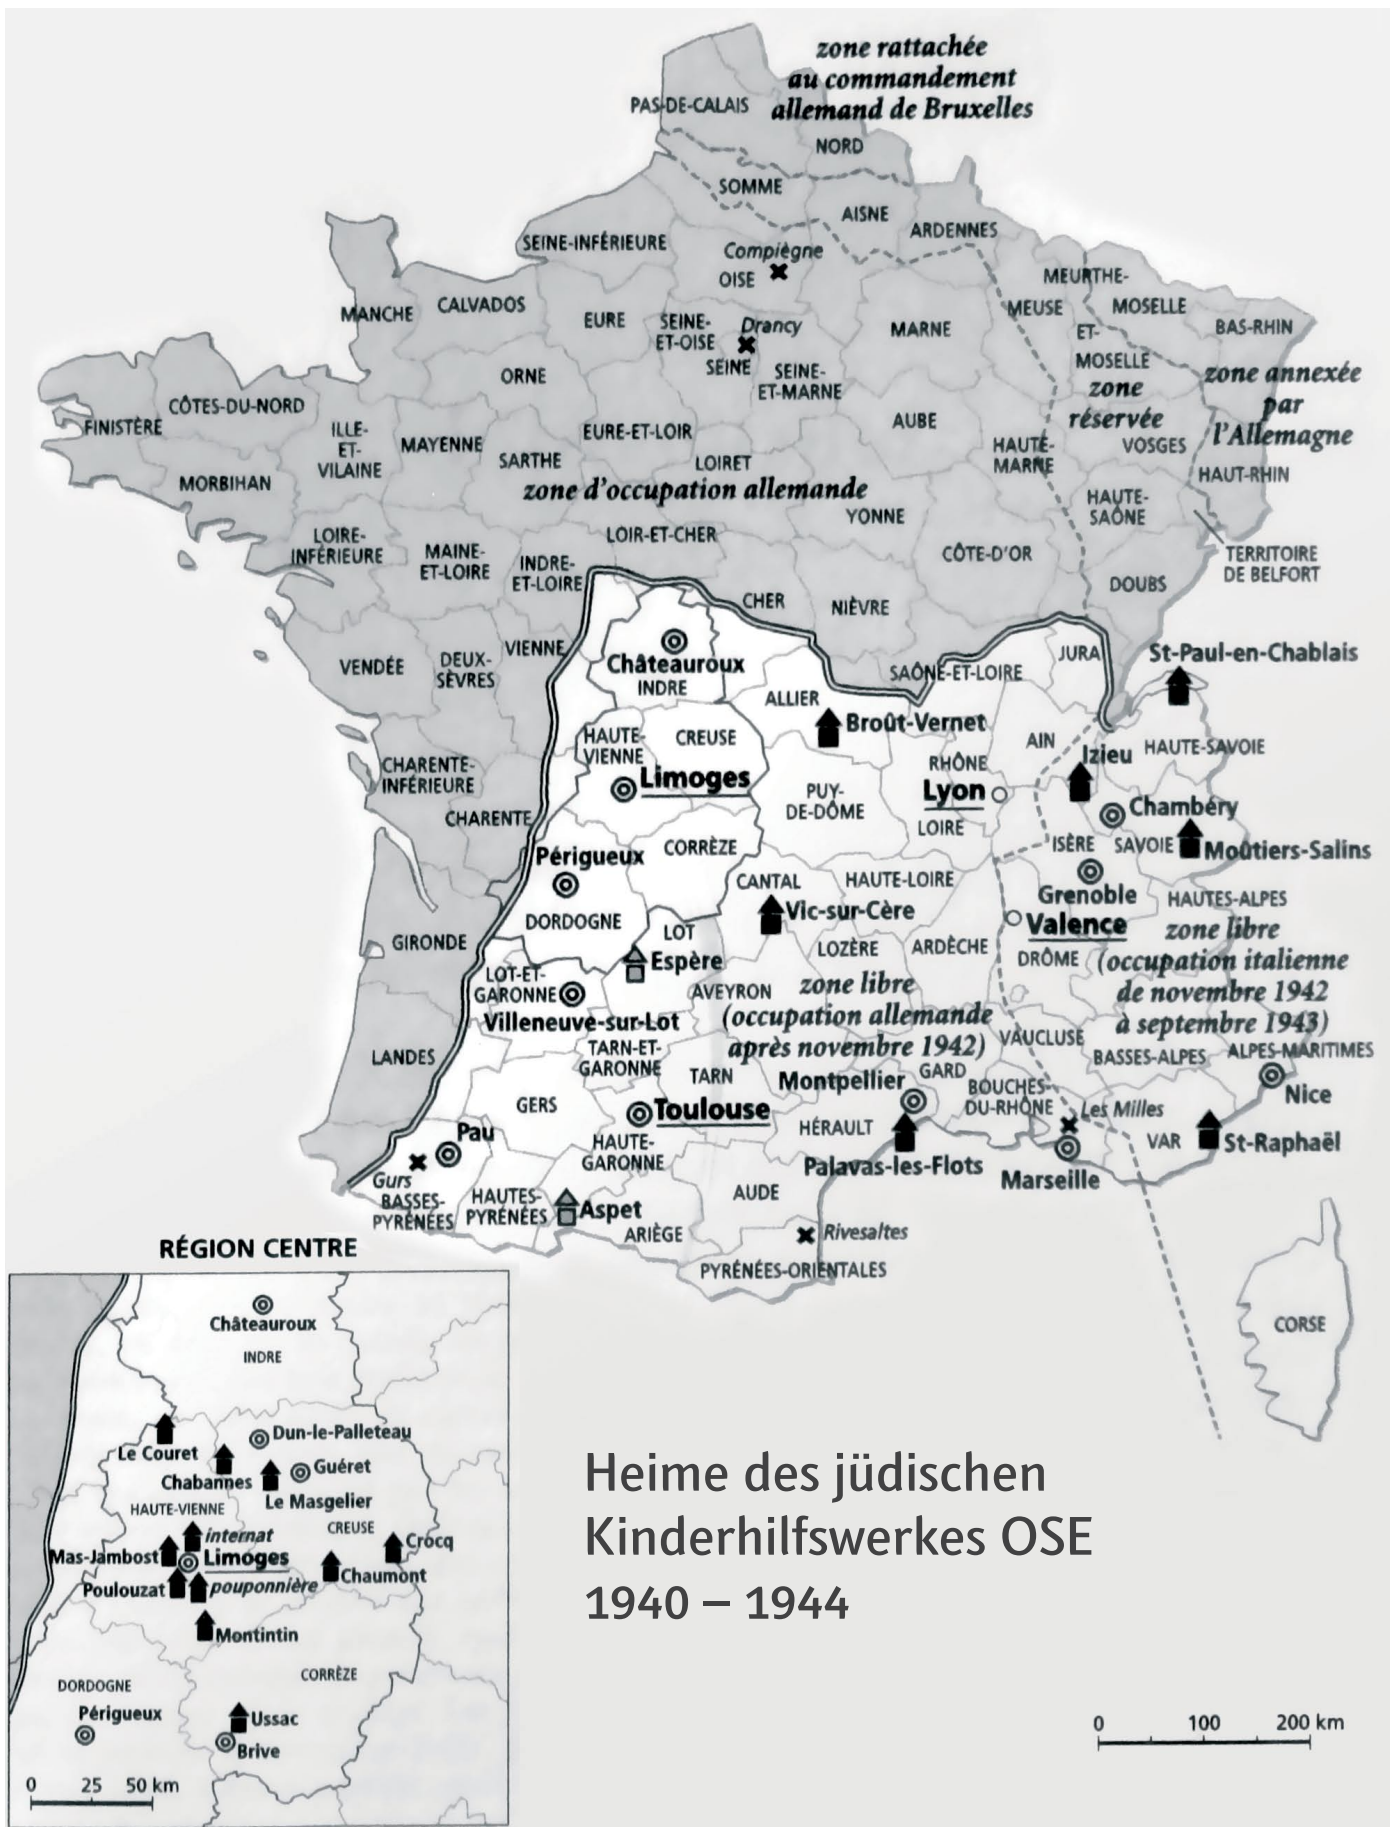 zone rattachée
au commandement
allemand de Bruxelles
PAS-DE-CALAIS
NORD
SOMME
AISNE
ARDENNES
SEINE-INFÉRIEURE
Compiègne
OISE
MEURTHE-
ET-
MOSELLE
MEUSE
MOSELLE
BAS-RHIN
MANCHE
CALVADOS
EURE
SEINE-
ET-OISE
Drancy
SEINE
SEINE-
ET-MARNE
MARNE
zone
réservée
zone annexée
par
l'Allemagne
ORNE
CÔTES-DU-NORD
FINISTÈRE
ILLE-
ET-
VILAINE
MAYENNE
SARTHE
EURE-ET-LOIR
LOIRET
AUBE
HAUTE-
MARNE
VOSGES
HAUT-RHIN
MORBIHAN
zone d'occupation allemande
YONNE
HAUTE-
SAÔNE
LOIRE-
INFÉRIEURE
MAINE-
ET-LOIRE
INDRE-
ET-LOIRE
LOIR-ET-CHER
CÔTE-D'OR
TERRITOIRE
DE BELFORT
DOUBS
CHER
NIÈVRE
VENDÉE
DEUX-
SÈVRES
VIENNE
Châteauroux
INDRE
SAÔNE-ET-LOIRE
JURA
St-Paul-en-Chablais
ALLIER
Broût-Vernet
HAUTE-
VIENNE
CREUSE
AIN
Izieu
HAUTE-SAVOIE
CHARENTE-
INFÉRIEURE
Limoges
RHÔNE
Lyon
PUY-
DE-DÔME
LOIRE
Chambéry
CHARENTE
Périgueux
CORRÈZE
ISÈRE
SAVOIE
Moûtiers-Salins
CANTAL
HAUTE-LOIRE
Grenoble
HAUTES-ALPES
Vic-sur-Cère
Valence
DORDOGNE
LOT
GIRONDE
LOZÈRE
ARDÈCHE
DRÔME
zone libre
(occupation italienne
de novembre 1942
à septembre 1943)
Espère
LOT-ET-
GARONNE
Villeneuve-sur-Lot
AVEYRON
zone libre
(occupation allemande
après novembre 1942)
VAUCLUSE
BASSES-ALPES
ALPES-MARITIMES
LANDES
TARN-ET-
GARONNE
TARN
Montpellier
GARD
BOUCHES-
DU-RHÔNE
Les Milles
Nice
GERS
Toulouse
HÉRAULT
VAR
St-Raphaël
Pau
HAUTE-
GARONNE
Palavas-les-Flots
Marseille
Gurs
BASSES-
PYRÉNÉES
HAUTES-
PYRÉNÉES
Aspet
AUDE
ARIÈGE
Rivesaltes
PYRÉNÉES-ORIENTALES
CORSE
RÉGION CENTRE
Châteauroux
INDRE
Dun-le-Palleteau
Le Couret
Chabannes
Guéret
Le Masgelier
HAUTE-VIENNE
CREUSE
internat
Crocq
Mas-Jambost
Limoges
Chaumont
Poulouzat
pouponnière
Montintin
CORRÈZE
DORDOGNE
Périgueux
Ussac
Brive
0 25 50 km
Heime des jüdischen
Kinderhilfswerkes OSE
1940 – 1944
0 100 200 km